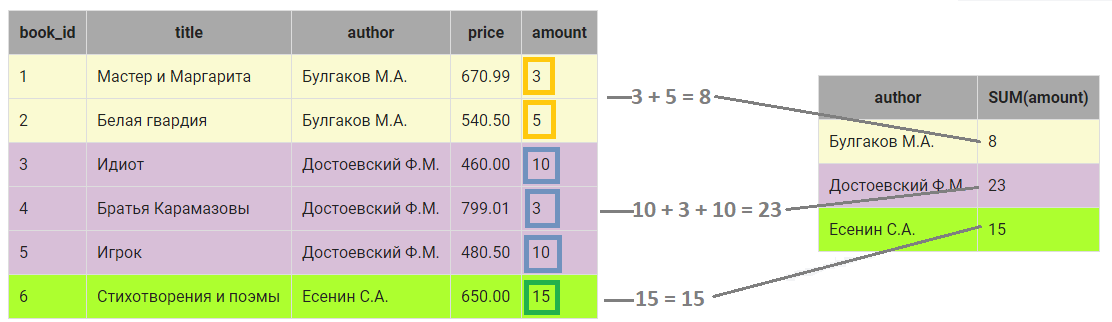 book_id title author price amount
1 Мастер и Маргарита Булгаков М.А. 670.99 3
2 Белая гвардия Булгаков М.А. 540.50 5
3 Идиот Достоевский Ф.М. 460.00 10
4 Братья Карамазовы Достоевский Ф.М. 799.01 3
5 Игрок Достоевский Ф.М. 480.50 10
6 Стихотворения и поэмы Есенин С.А. 650.00 15
3 + 5 = 8
10 + 3 + 10 = 23
15 = 15
author SUM(amount)
Булгаков М.А. 8
Достоевский Ф.М. 23
Есенин С.А. 15